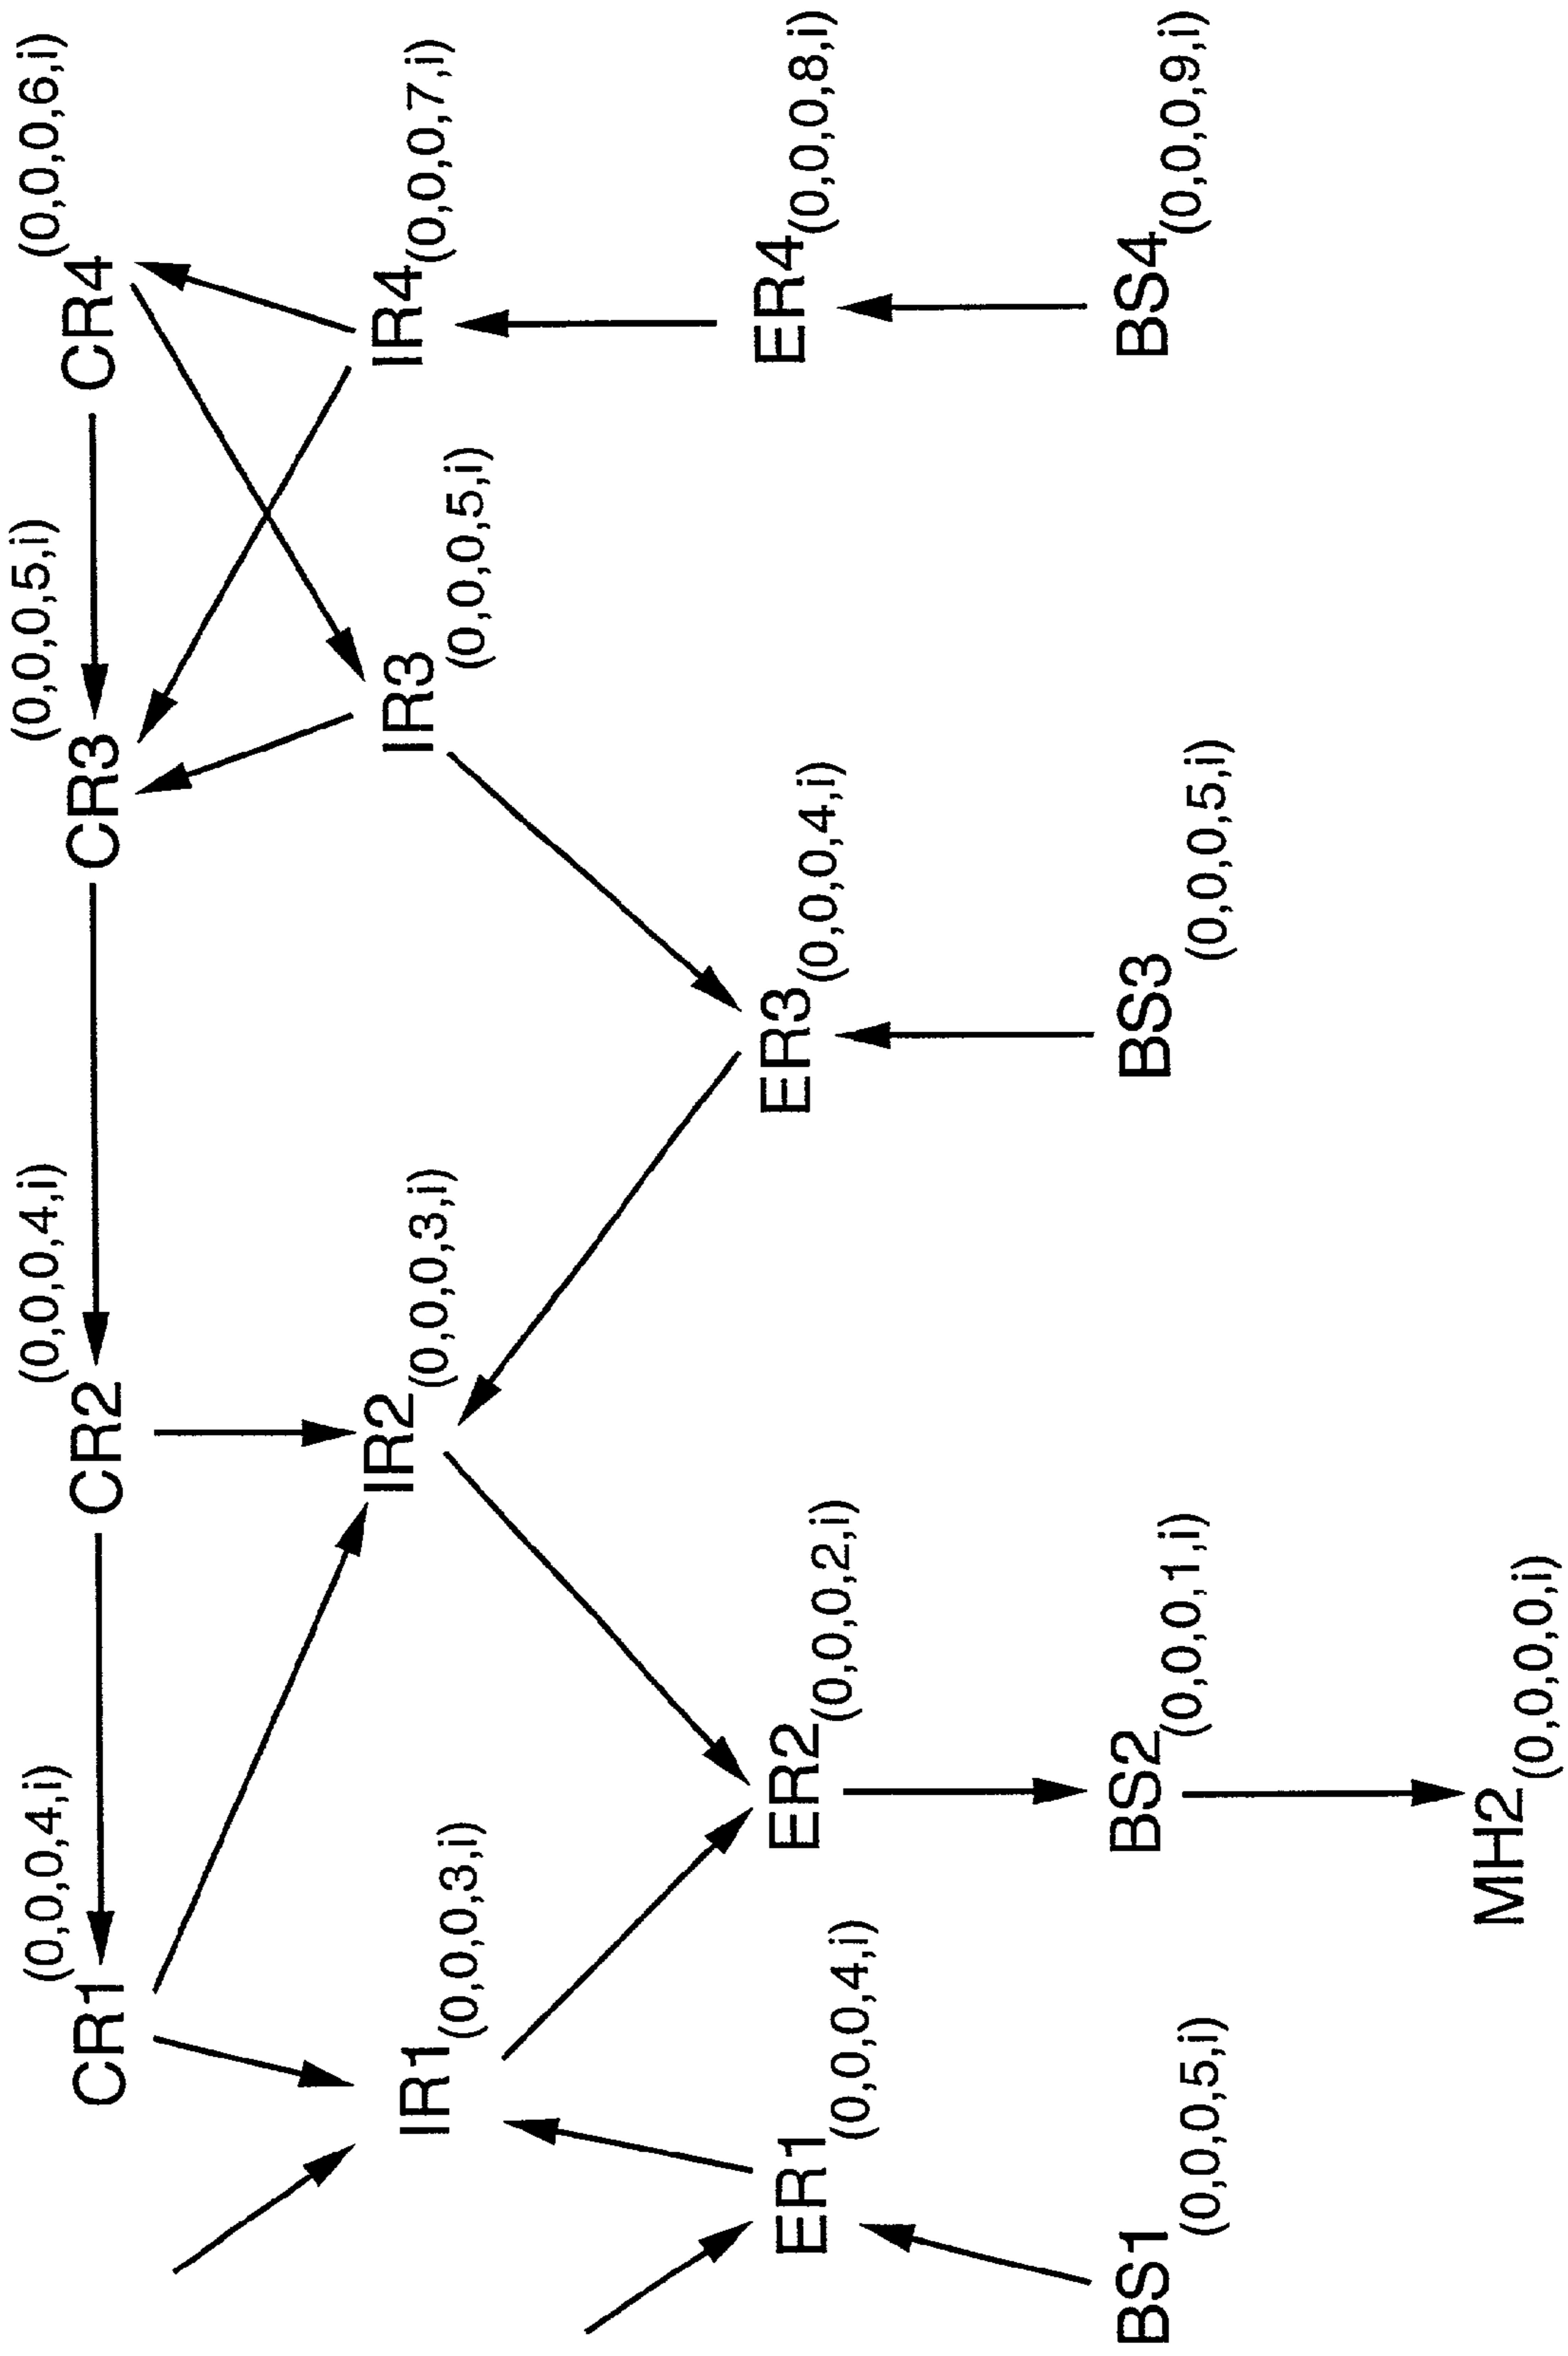 CR1 (0,0,0,4,i)
CR2 (0,0,0,4,i)
CR3 (0,0,0,5,i)
CR4 (0,0,0,6,i)
IR1 (0,0,0,3,i)
IR2 (0,0,0,3,i)
IR3 (0,0,0,5,i)
IR4 (0,0,0,7,i)
ER1 (0,0,0,4,i)
ER2 (0,0,0,2,i)
ER3 (0,0,0,4,i)
ER4 (0,0,0,8,i)
BS1 (0,0,0,5,i)
BS2 (0,0,0,1,i)
BS3 (0,0,0,5,i)
BS4 (0,0,0,9,i)
MH2 (0,0,0,0,i)